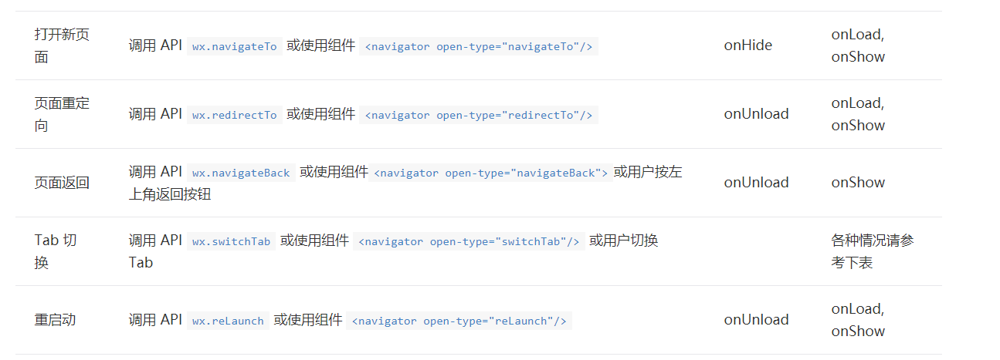 打开新页
面
调用 API wx.navigateTo 或使用组件 <navigator open-type="navigateTo"/>
onHide
onLoad,
onShow
页面重定
向
调用 API wx.redirectTo 或使用组件 <navigator open-type="redirectTo"/>
onUnload
onLoad,
onShow
页面返回
调用 API wx.navigateBack 或使用组件<navigator open-type="navigateBack"> 或用户按左
上角返回按钮
onUnload
onShow
Tab 切
换
调用 API wx.switchTab 或使用组件 <navigator open-type="switchTab"/> 或用户切换
Tab
各种情况请参
考下表
重启动
调用 API wx.reLaunch 或使用组件 <navigator open-type="reLaunch"/>
onUnload
onLoad,
onShow